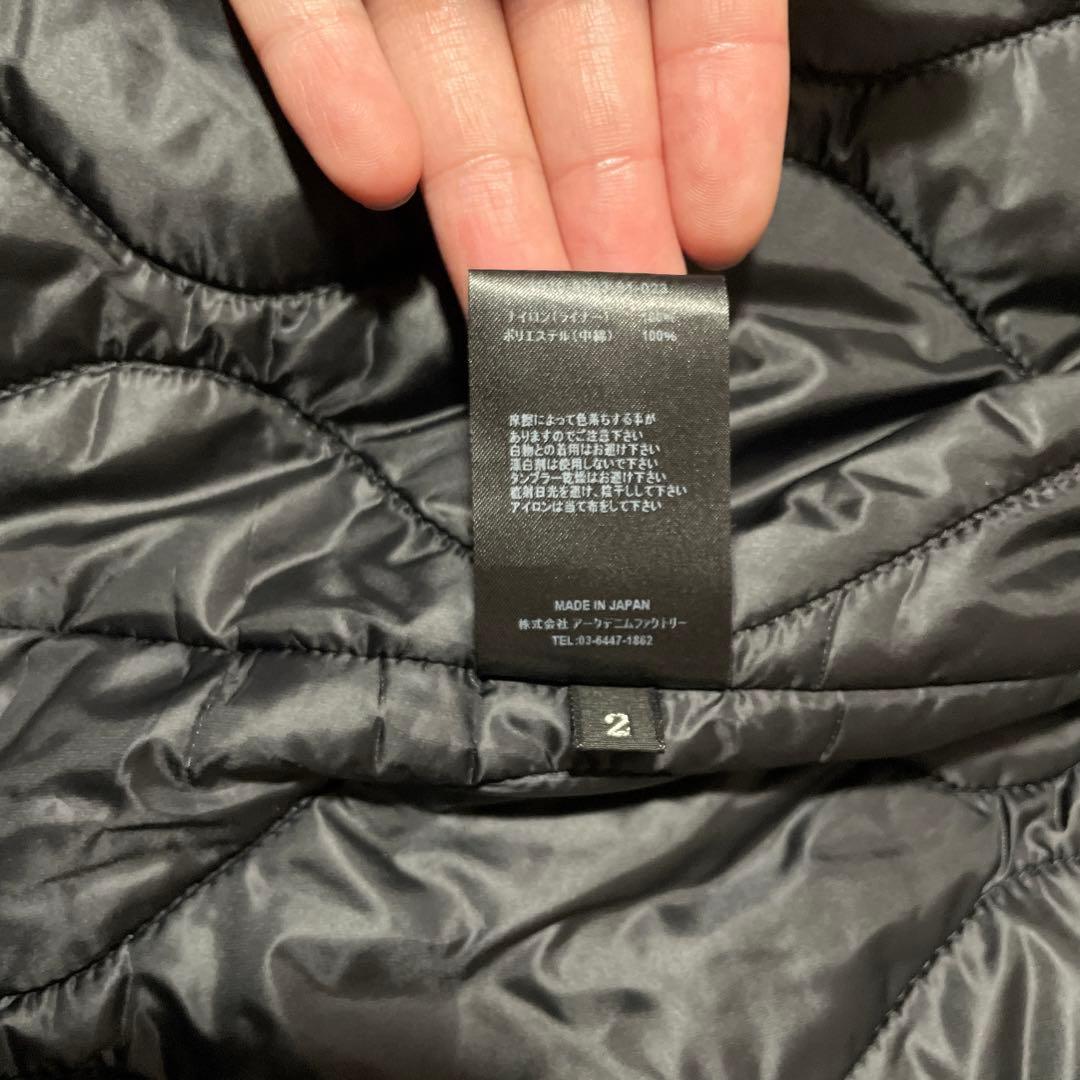 ナイロン(ライナー) 100%
ポリエステル(中綿) 100%
摩擦によって色落ちする事が
ありますのでご注意下さい
白物との着用はお避け下さい
漂白剤は使用しないで下さい
タンブラー乾燥はお避け下さい
直射日光を避け、陰干しして下さい
アイロンは当て布をして下さい
MADE IN JAPAN
株式会社 アークデニムファクトリー
TEL:03-6447-1862
2